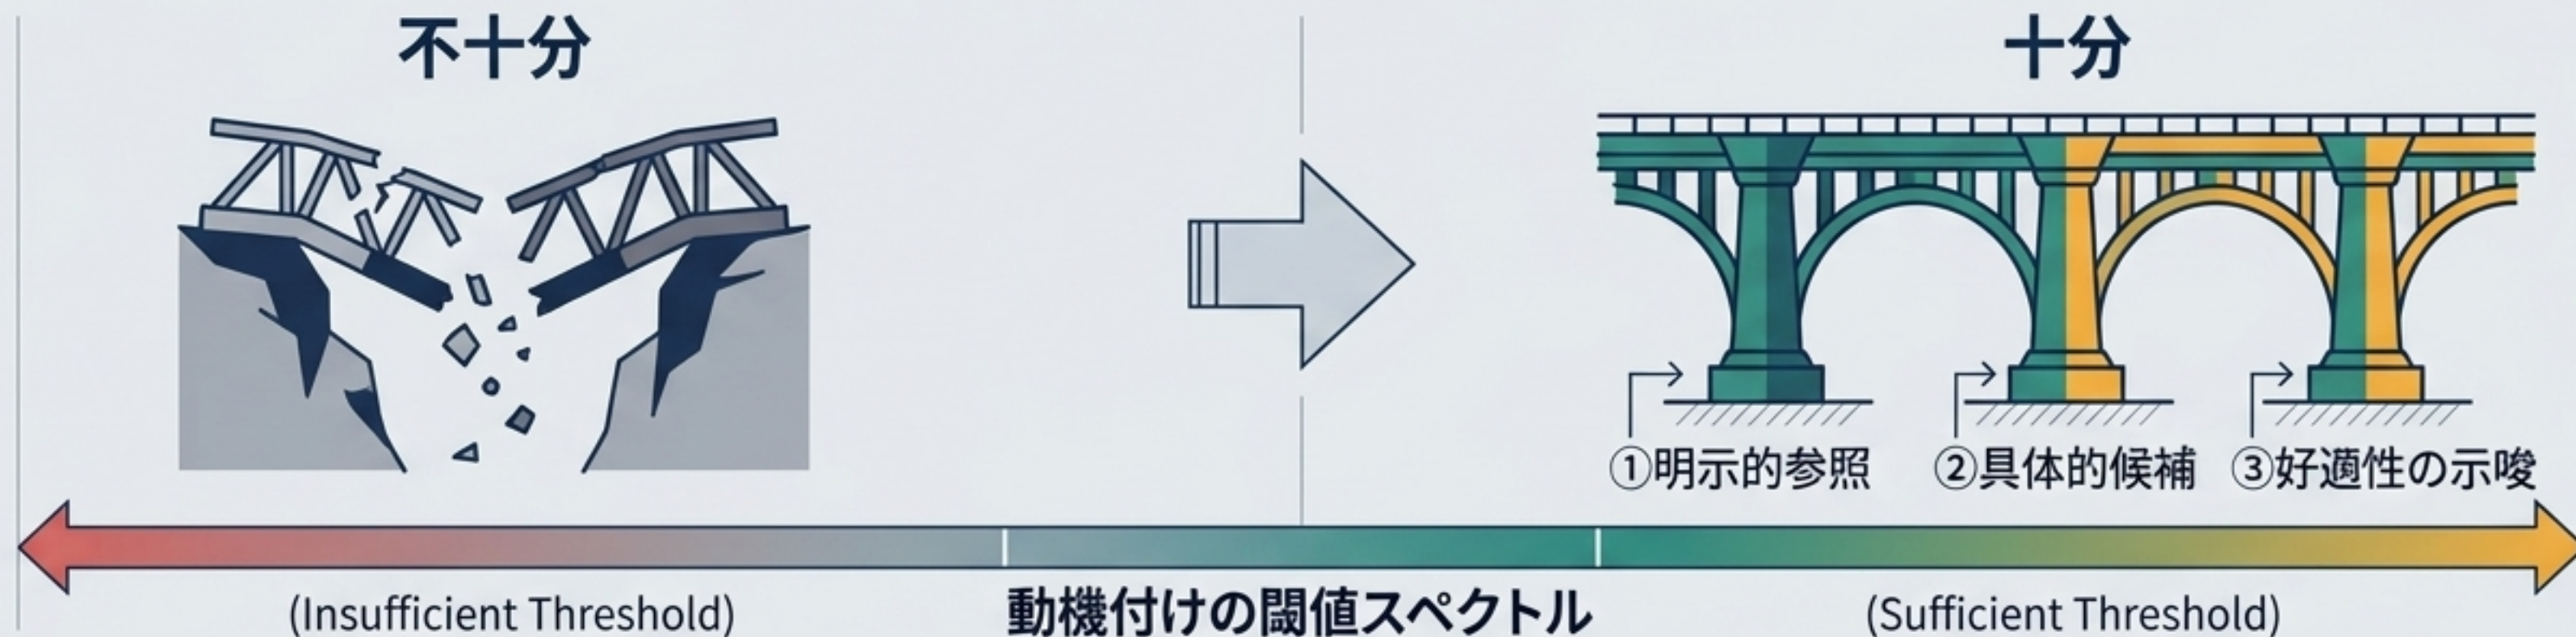 不十分
十分
①明示的参照
②具体的候補
③好適性の示唆
(Insufficient Threshold)
動機付けの閾値スペクトル
(Sufficient Threshold)